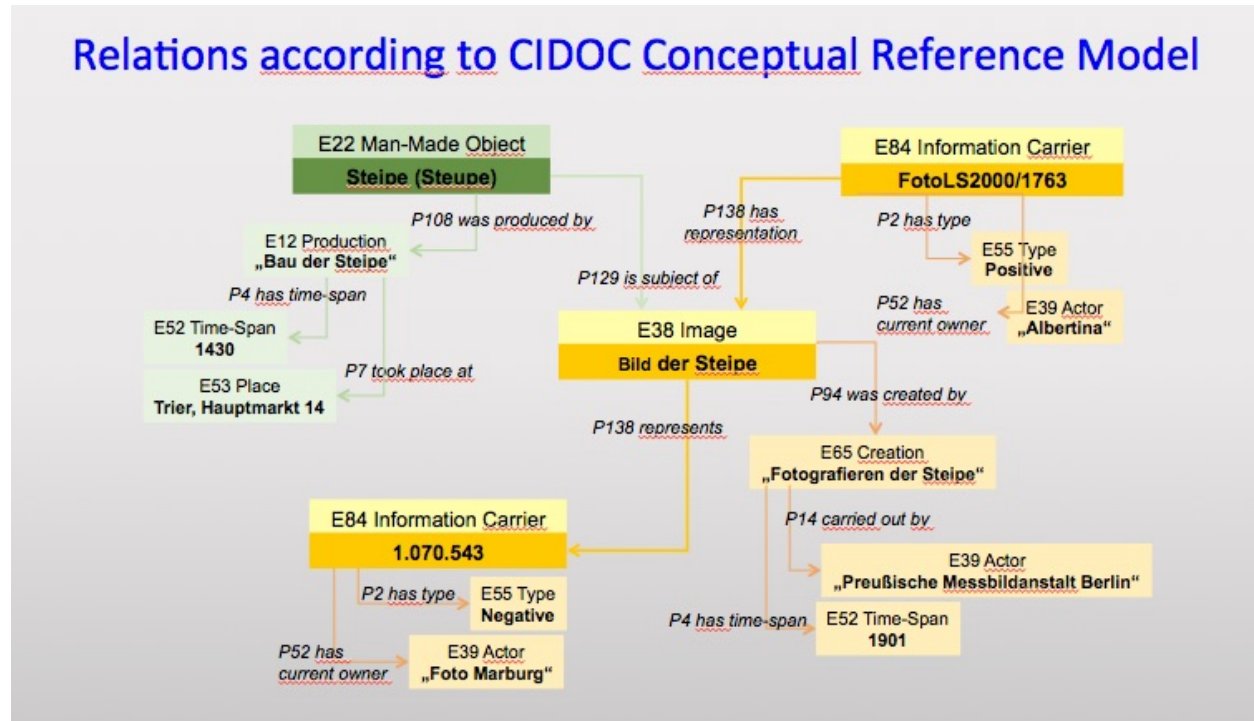 Relations according to CIDOC Conceptual Reference Model
E22 Man-Made Object
Steipe (Steupe)
P108 was produced by
E12 Production
„Bau der Steipe“
P4 has time-span
E52 Time-Span
1430
P7 took place at
E53 Place
Trier, Hauptmarkt 14
P129 is subject of
E84 Information Carrier
FotoLS2000/1763
P138 has
representation
P2 has type
E55 Type
Positive
P52 has
current owner
E39 Actor
„Albertina“
E38 Image
Bild der Steipe
P94 was created by
P138 represents
E65 Creation
„Fotografieren der Steipe“
P14 carried out by
E39 Actor
„Preußische Messbildanstalt Berlin“
P4 has time-span
E52 Time-Span
1901
E84 Information Carrier
1.070.543
P2 has type
E55 Type
Negative
P52 has
current owner
E39 Actor
„Foto Marburg“